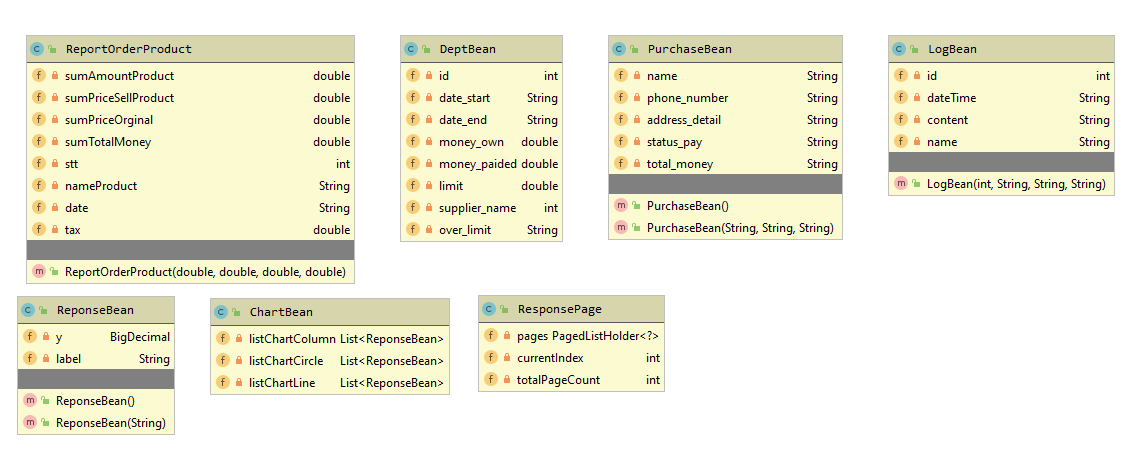 ReportOrderProduct
sumAmountProduct double
sumPriceSellProduct double
sumPriceOrginal double
sumTotalMoney double
stt int
nameProduct String
date String
tax double
ReportOrderProduct(double, double, double, double)
DeptBean
id int
date_start String
date_end String
money_own double
money_paided double
limit double
supplier_name int
over_limit String
PurchaseBean
name String
phone_number String
address_detail String
status_pay String
total_money String
PurchaseBean()
PurchaseBean(String, String, String)
LogBean
id int
dateTime String
content String
name String
LogBean(int, String, String, String)
ReponseBean
y BigDecimal
label String
ReponseBean()
ReponseBean(String)
ChartBean
listChartColumn List<ReponseBean>
listChartCircle List<ReponseBean>
listChartLine List<ReponseBean>
ResponsePage
pages PagedListHolder<?>
currentIndex int
totalPageCount int